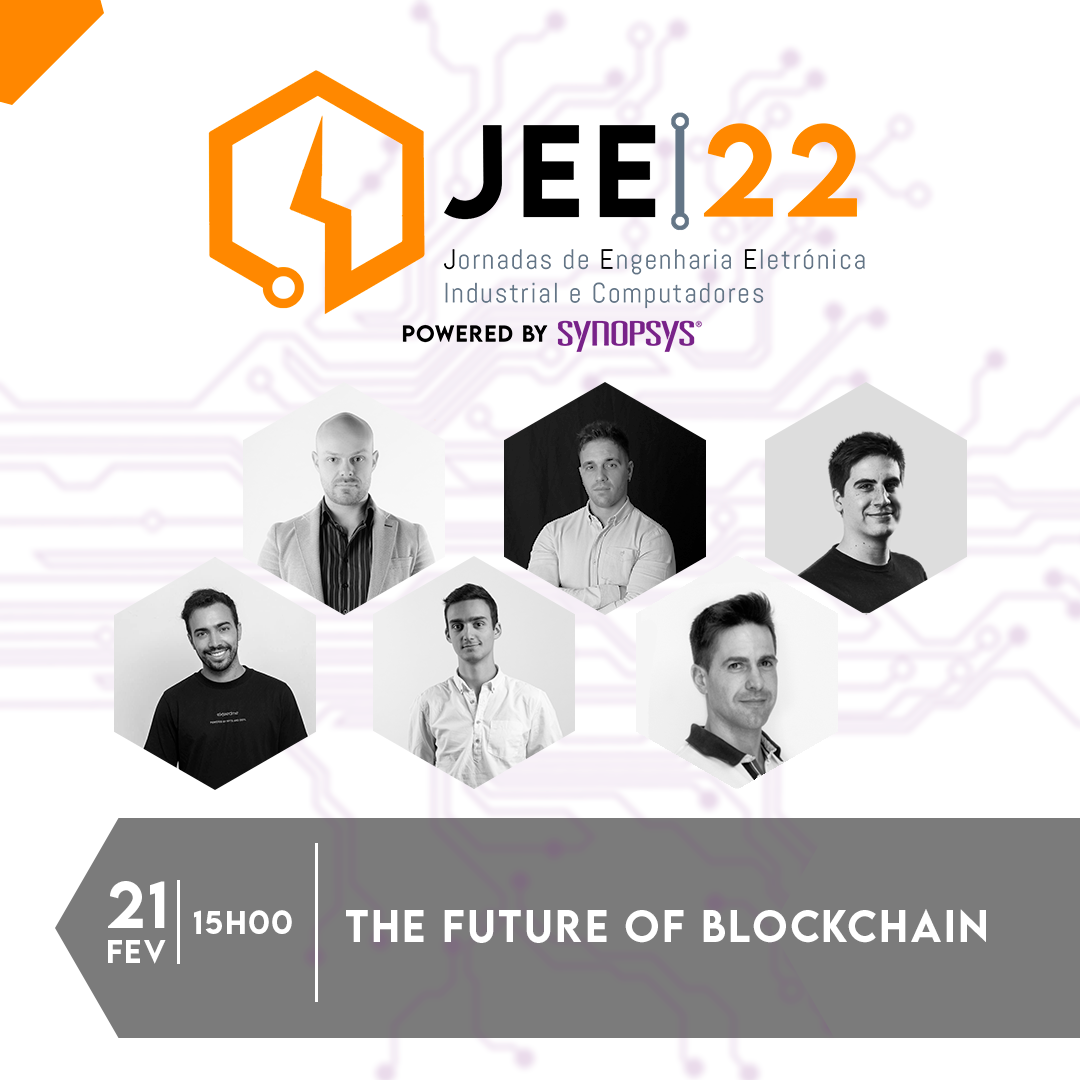 JEE|22
Jornadas de Engenharia Eletrónica
Industrial e Computadores
POWERED BY SYNOPSYS®
21
FEV
15H00
THE FUTURE OF BLOCKCHAIN